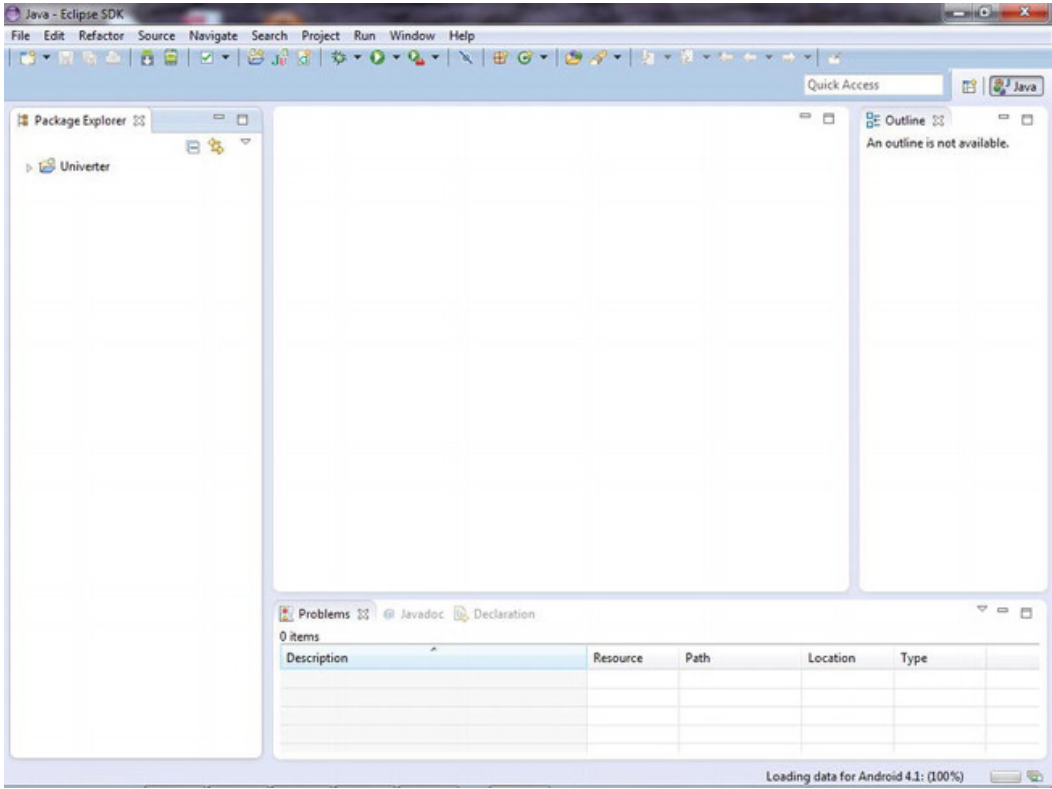 Java - Eclipse SDK
File Edit Refactor Source Navigate Search Project Run Window Help
Quick Access
Java
Package Explorer
Outline
An outline is not available.
Univerter
Problems Javadoc Declaration
0 items
Description Resource Path Location Type
Loading data for Android 4.1: (100%)